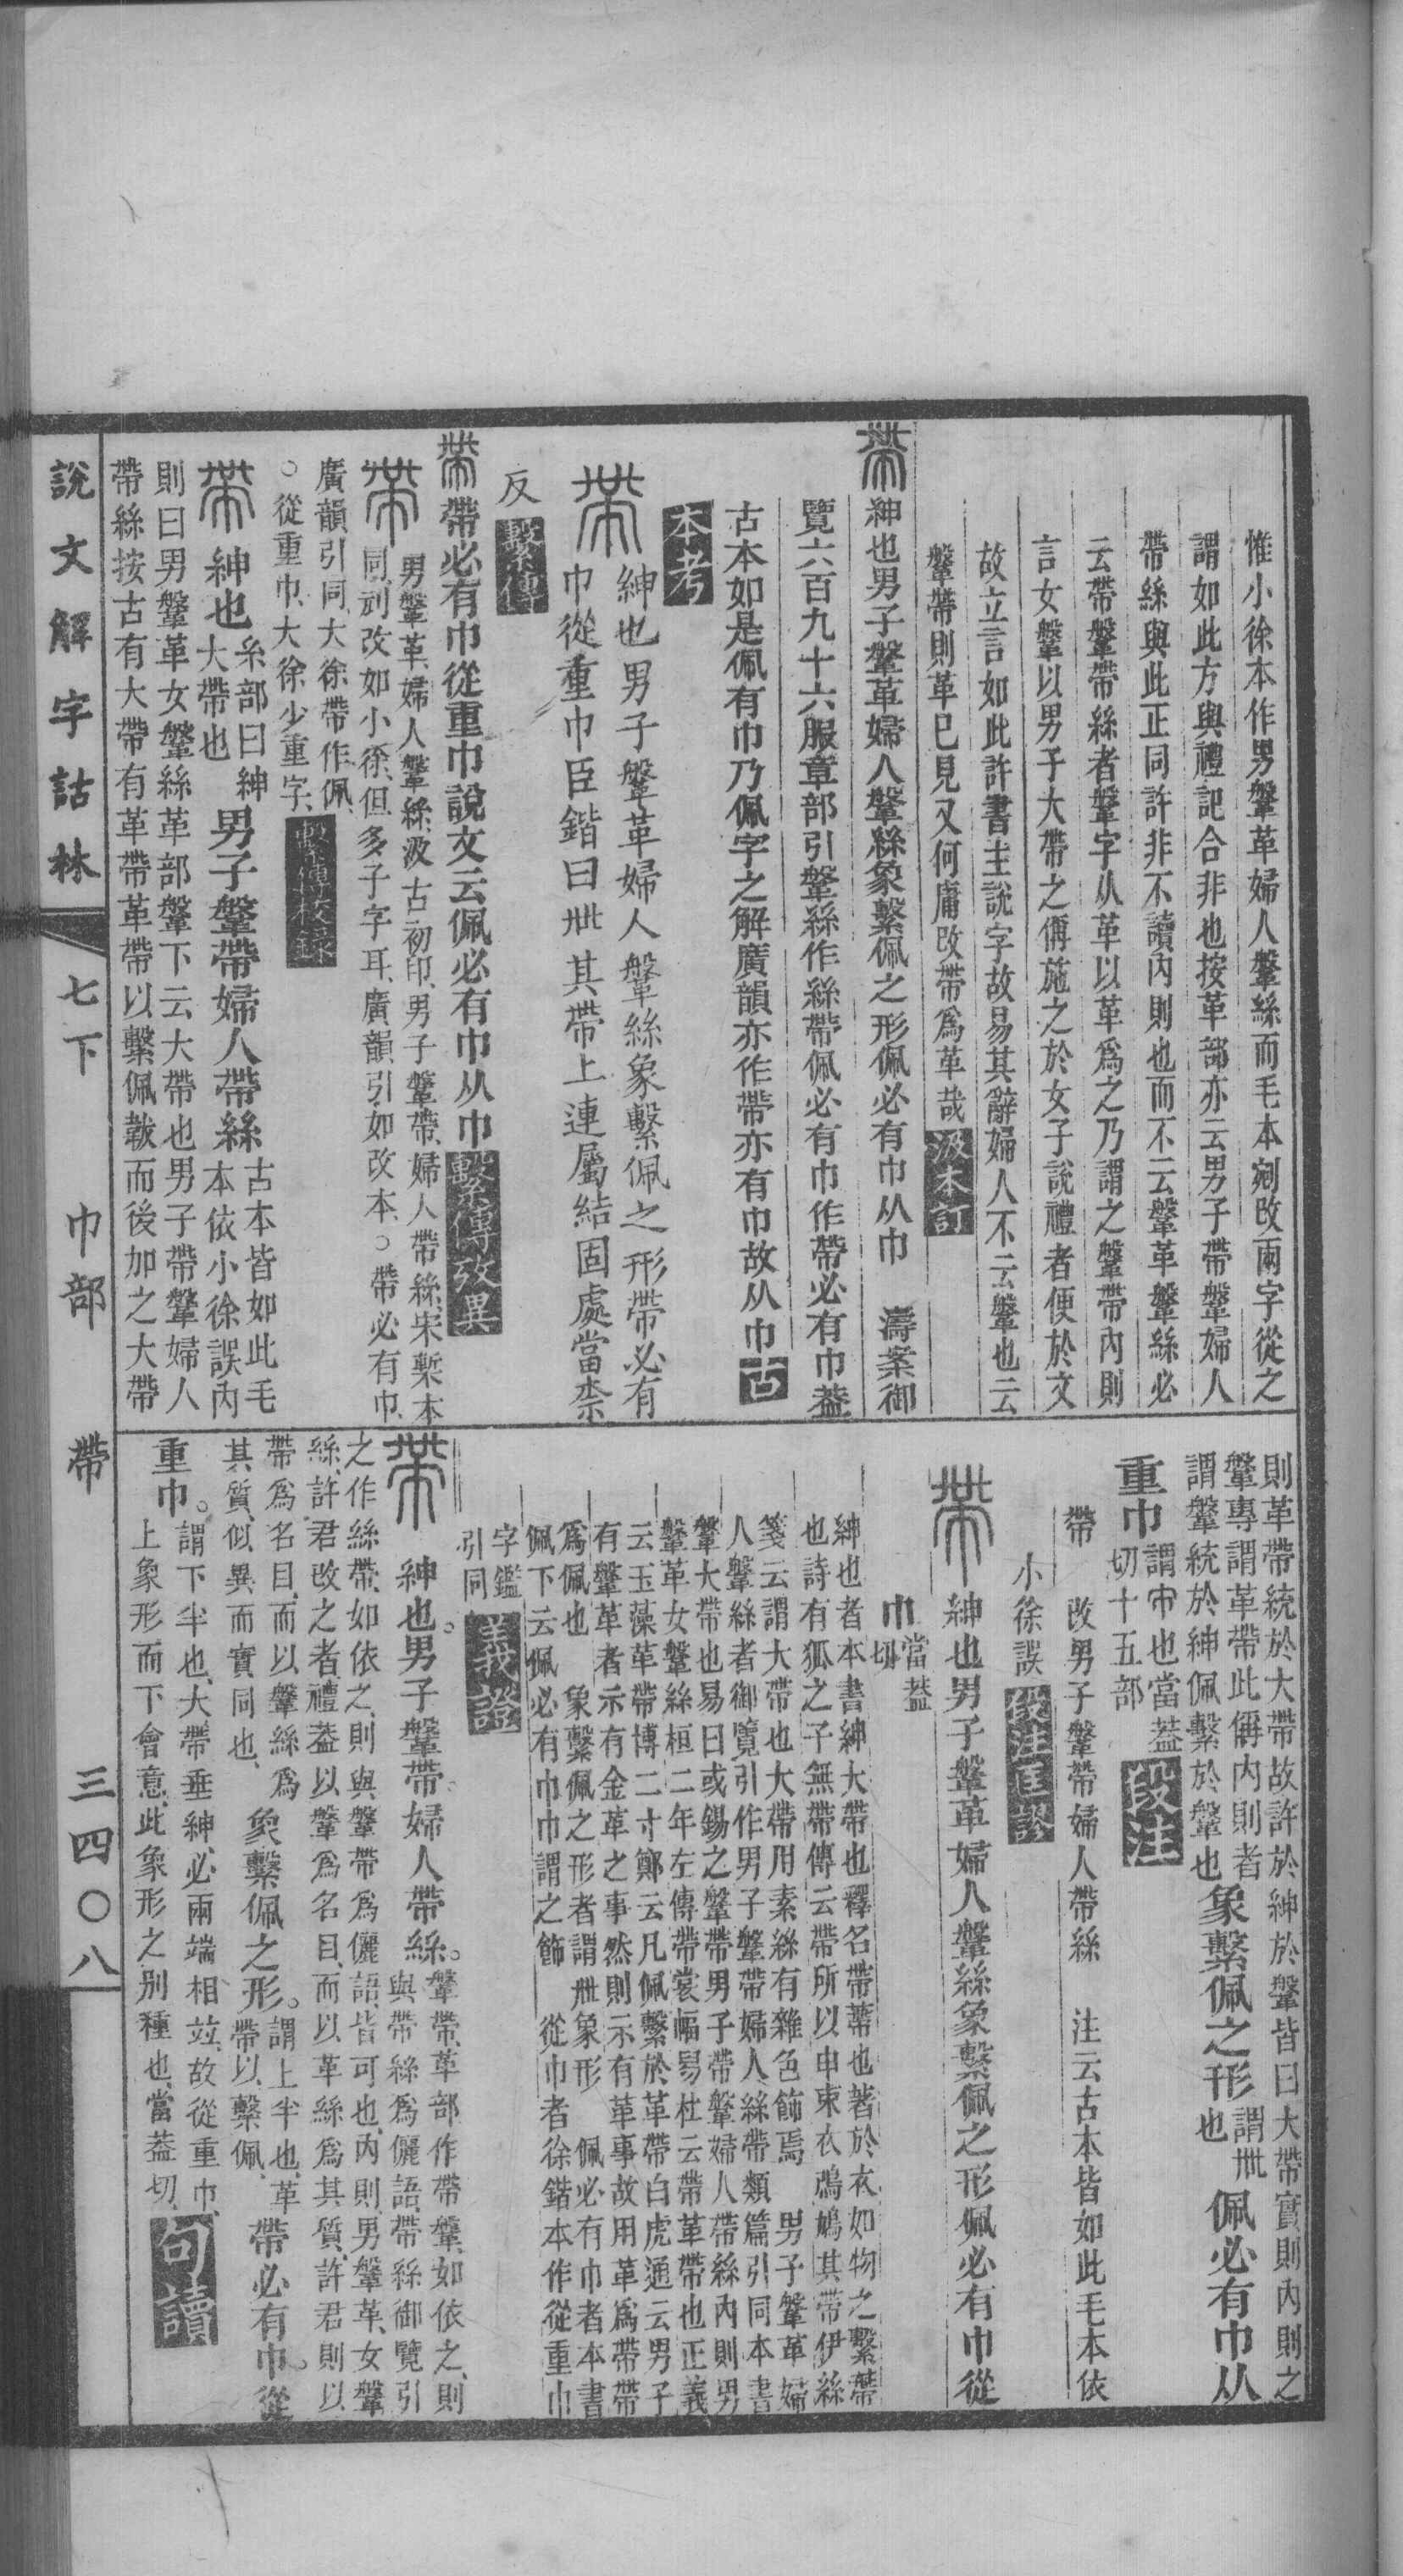 惟小徐本作男鞶革婦人鞶絲而毛本剜改兩字從之
謂如此方與禮記合非也按革部亦云男子帶鞶婦人
帶絲與此正同許非不讀內則也而不云鞶革鞶絲必
云帶鞶帶絲者鞶字从革以革爲之乃謂之鞶帶內則
言女鞶以男子大帶之偁施之於女子說禮者便於文
故立言如此許書主說字故易其辭婦人不云鞶也云
鞶帶則革已見又何庸改帶爲革哉 汲本訂
紳也男子鞶革婦人鞶絲象繫佩之形佩必有巾从巾 濤案御
覽六百九十六服章部引鞶絲作絲帶佩必有巾作帶必有巾葢
古本如是佩有巾乃佩字之解廣韻亦作帶亦有巾故从巾 古
本考
紳也男子鞶革婦人鞶絲象繫佩之形帶必有
巾從重巾臣鍇曰卅其帶上連屬結固處當柰
反 繫傳
帶必有巾從重巾說文云佩必有巾从巾 繫傳攷異
男鞶革、婦人鞶絲、汲古初印、男子鞶帶、婦人帶絲、宋槧本
同、剜改如小徐、但多子字耳、廣韻引、如改本、○帶必有巾、
廣韻引同、大徐帶作佩、
○從重巾、大徐少重字、 繫傳校錄
紳也 糸部曰紳
大帶也 男子鞶帶婦人帶絲 古本皆如此毛
本依小徐誤內
則曰男鞶革女鞶絲革部鞶下云大帶也男子帶鞶婦人
帶絲按古有大帶有革帶革帶以繫佩韍而後加之大帶
則革帶統於大帶故許於紳於鞶皆曰大帶實則內則之
鞶專謂革帶此偁內則者
謂鞶統於紳佩繫於鞶也 象繫佩之形 謂卅
也 佩必有巾从
重巾 謂巿也當葢
切十五部 段注
帶 改男子鞶帶婦人帶絲 注云古本皆如此毛本依
小徐誤 段注匡謬
紳也男子鞶革婦人鞶絲象繫佩之形佩必有巾從
巾 當葢
切
紳也者本書紳大帶也釋名帶蔕也著於衣如物之繫蔕
也詩有狐之子無帶傳云帶所以申束衣鳲鳩其帶伊絲
箋云謂大帶也大帶用素絲有雜色飾焉 男子鞶革婦
人鞶絲者御覽引作男子鞶帶婦人絲帶類篇引同本書
鞶大帶也易曰或錫之鞶帶男子帶鞶婦人帶絲內則男
鞶革女鞶絲桓二年左傳帶裳幅舄杜云帶革帶也正義
云玉藻革帶博二寸鄭云凡佩繫於革帶白虎通云男子
有鞶革者示有金革之事然則示有革事故用革爲帶帶
爲佩也 象繫佩之形者謂卅象形 佩必有巾者本書
佩下云佩必有巾巾謂之飾 從巾者徐鍇本作從重巾
字鑑
引同 義證
紳也。男子鞶帶、婦人帶絲。 鞶帶、革部作帶鞶、如依之、則
與帶絲爲儷語、帶絲、御覽引
之作絲帶、如依之、則與鞶帶爲儷語、皆可也、內則、男鞶革、女鞶
絲、許君改之者、禮葢以鞶爲名目、而以革絲爲其質、許君則以
帶爲名目、而以鞶絲爲
其質、似異而實同也、 象繫佩之形。 謂上半也、革
帶以繫佩、 帶必有巾、從
重巾。 謂下半也、大帶垂紳、必兩端相竝、故從重巾、
上象形而下會意、此象形之別種也、當葢切、 句讀
說文解字詁林 七下 巾部 帶 三四〇八